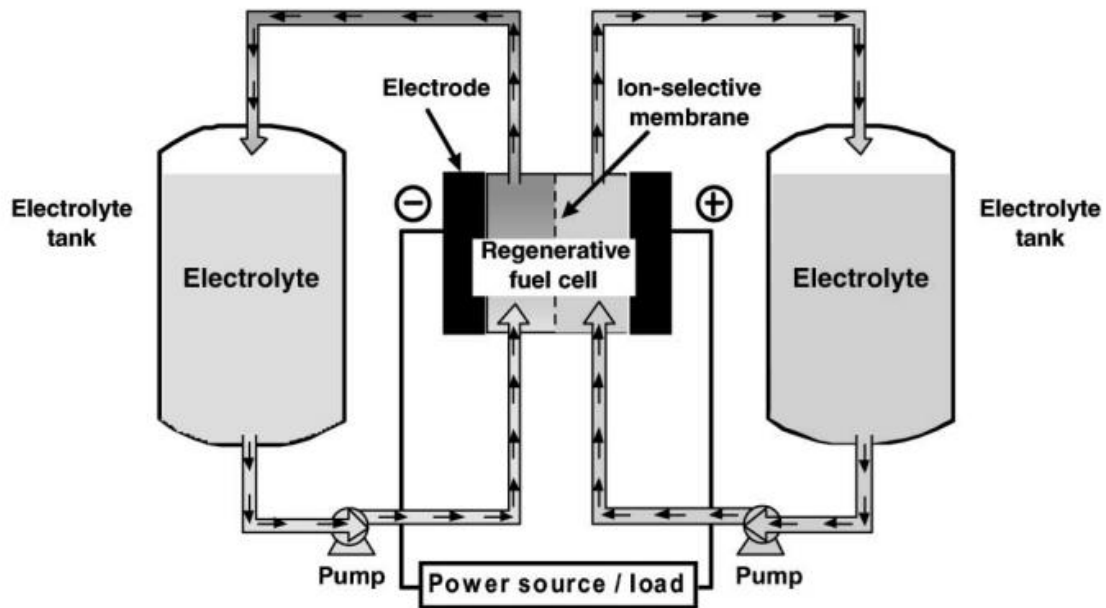 Electrode
Ion-selective
membrane
Electrolyte
tank
−
+
Electrolyte
tank
Electrolyte
Regenerative
fuel cell
Electrolyte
Pump
Power source / load
Pump